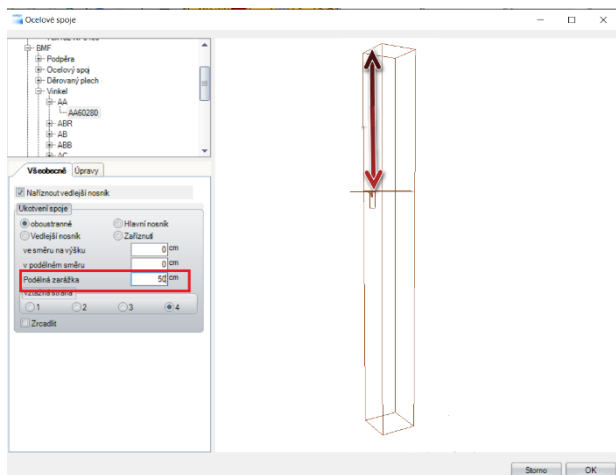 Ocelové spoje
BMF
Podpěra
Ocelový spoj
Děrovaný plech
Vinkel
AA
AA60280
ABR
AB
ABB
AC
Všeobecně Úpravy
Naříznout vedlejší nosník
Ukotvení spoje
oboustranné Hlavní nosník
Vedlejší nosník Zaříznutí
ve směru na výšku 0 cm
v podélném směru 0 cm
Podélná zarážka 50 cm
Vztažná strana
1 2 3 4
Zrcadlit
Storno OK